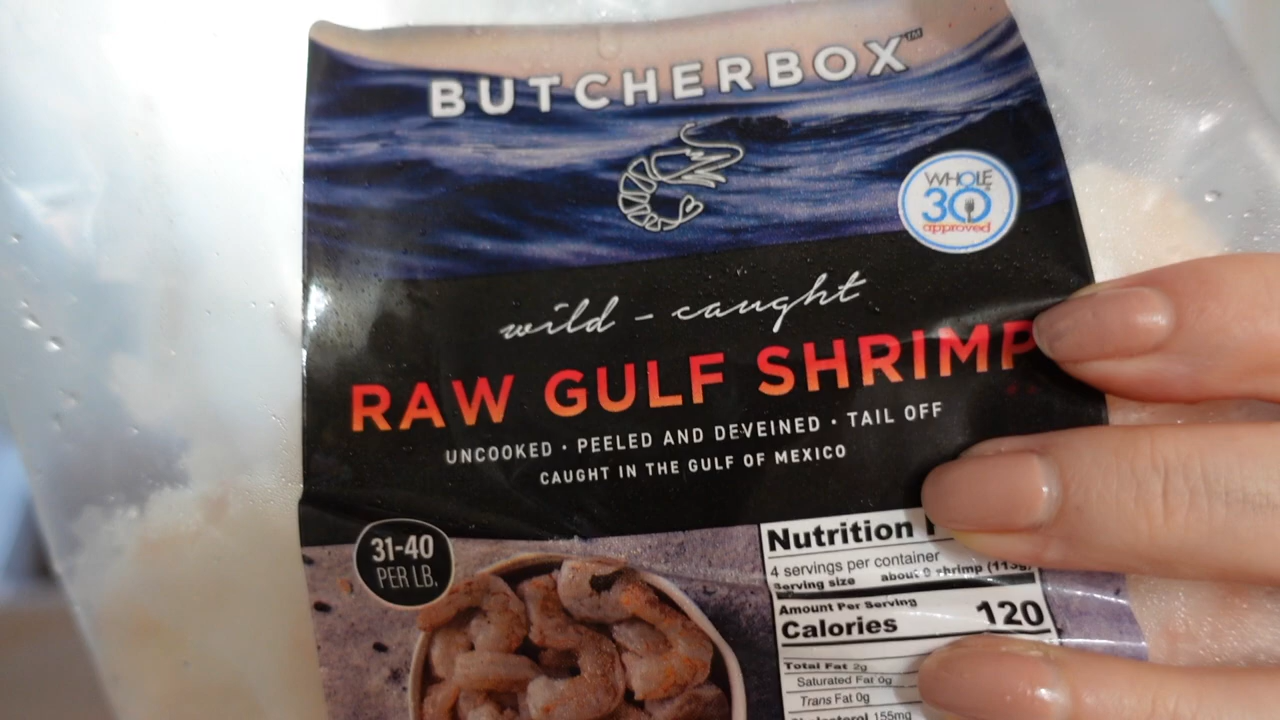 BUTCHERBOX™
WHOLE
30
approved
wild - caught
RAW GULF SHRIMP
UNCOOKED • PEELED AND DEVEINED • TAIL OFF
CAUGHT IN THE GULF OF MEXICO
31-40
PER LB.
Nutrition
4 servings per container
Serving size about 9 shrimp (113g)
Amount Per Serving
Calories 120
Total Fat 2g
Saturated Fat 0g
Trans Fat 0g
Cholesterol 155mg